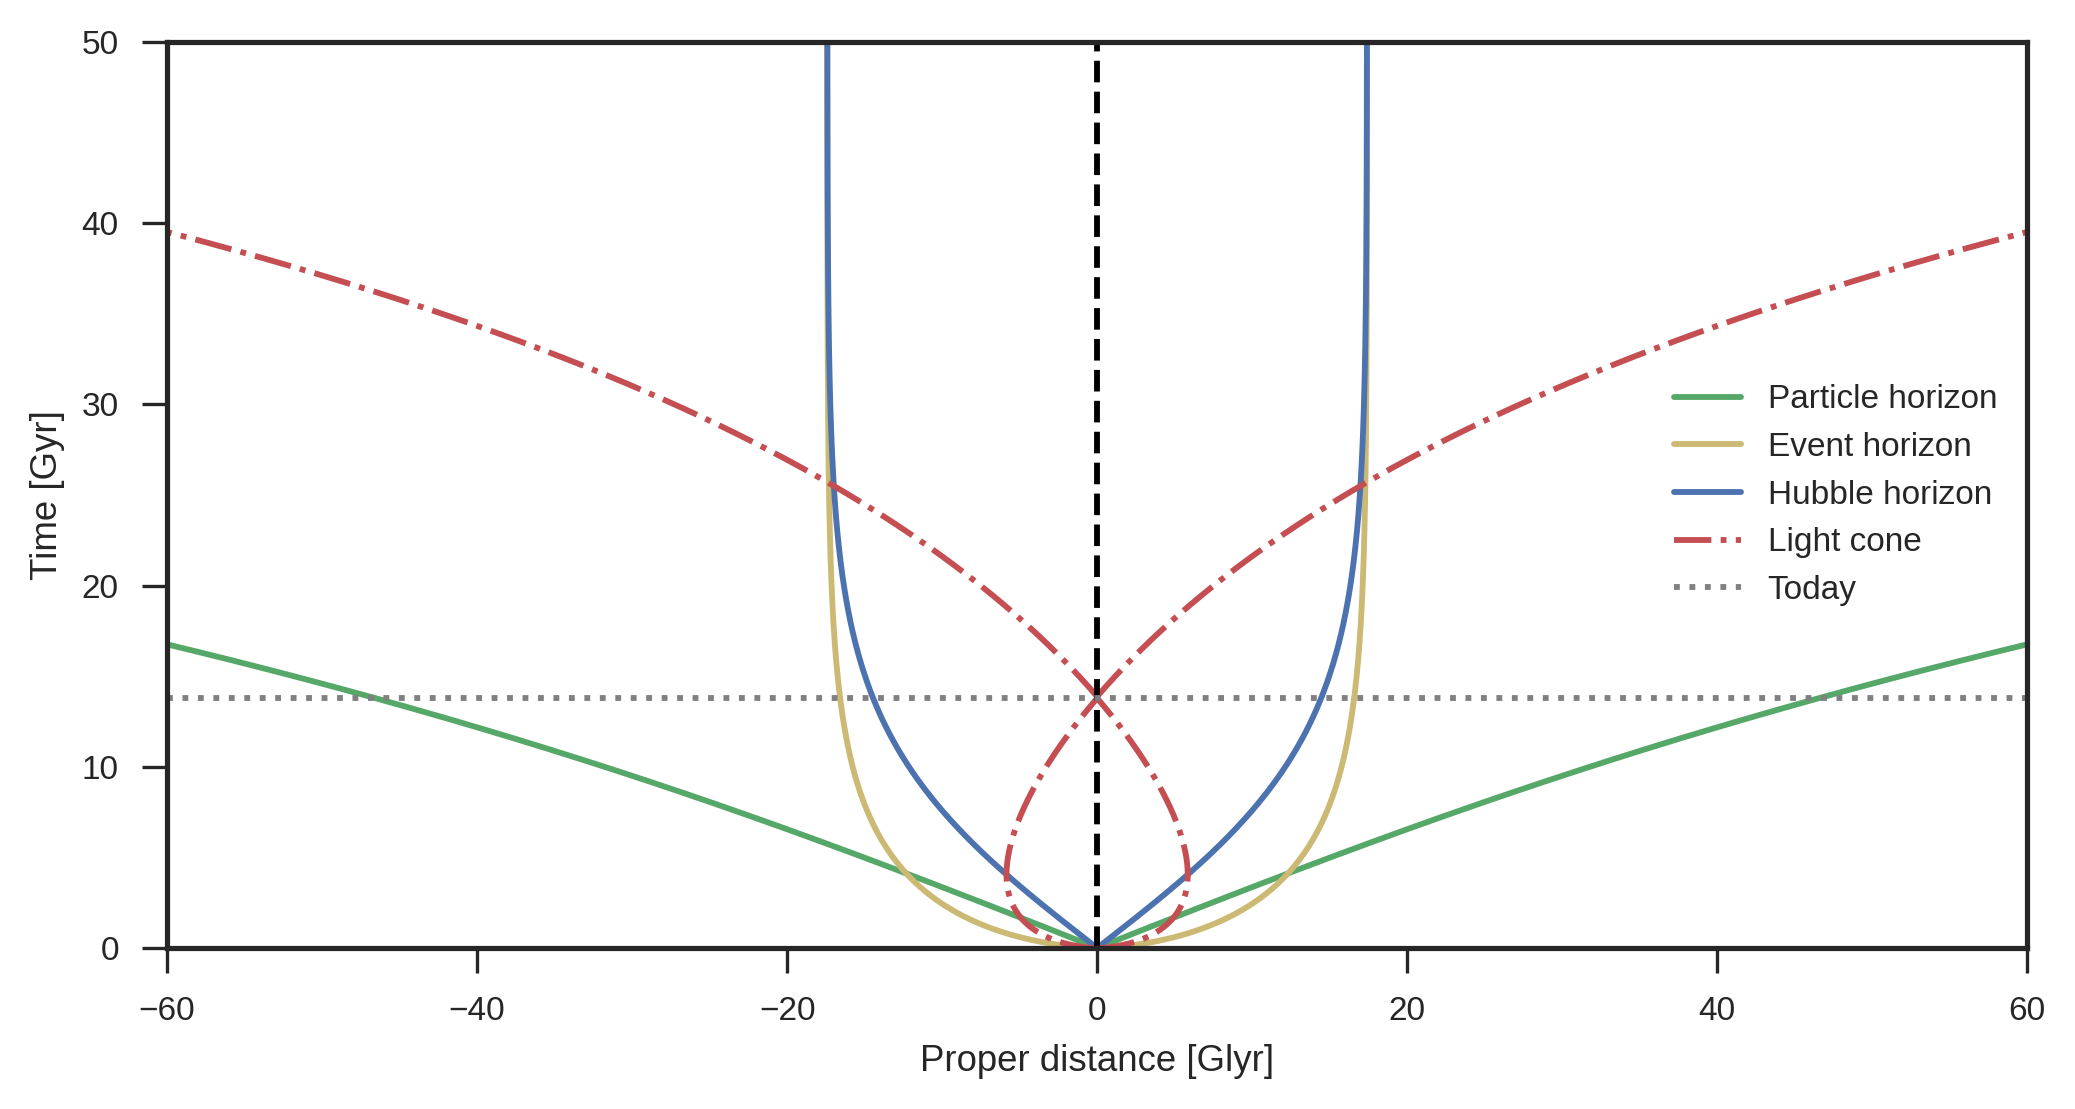 50
40
30
20
10
0
Time [Gyr]
Particle horizon
Event horizon
Hubble horizon
Light cone
Today
−60
−40
−20
0
20
40
60
Proper distance [Glyr]